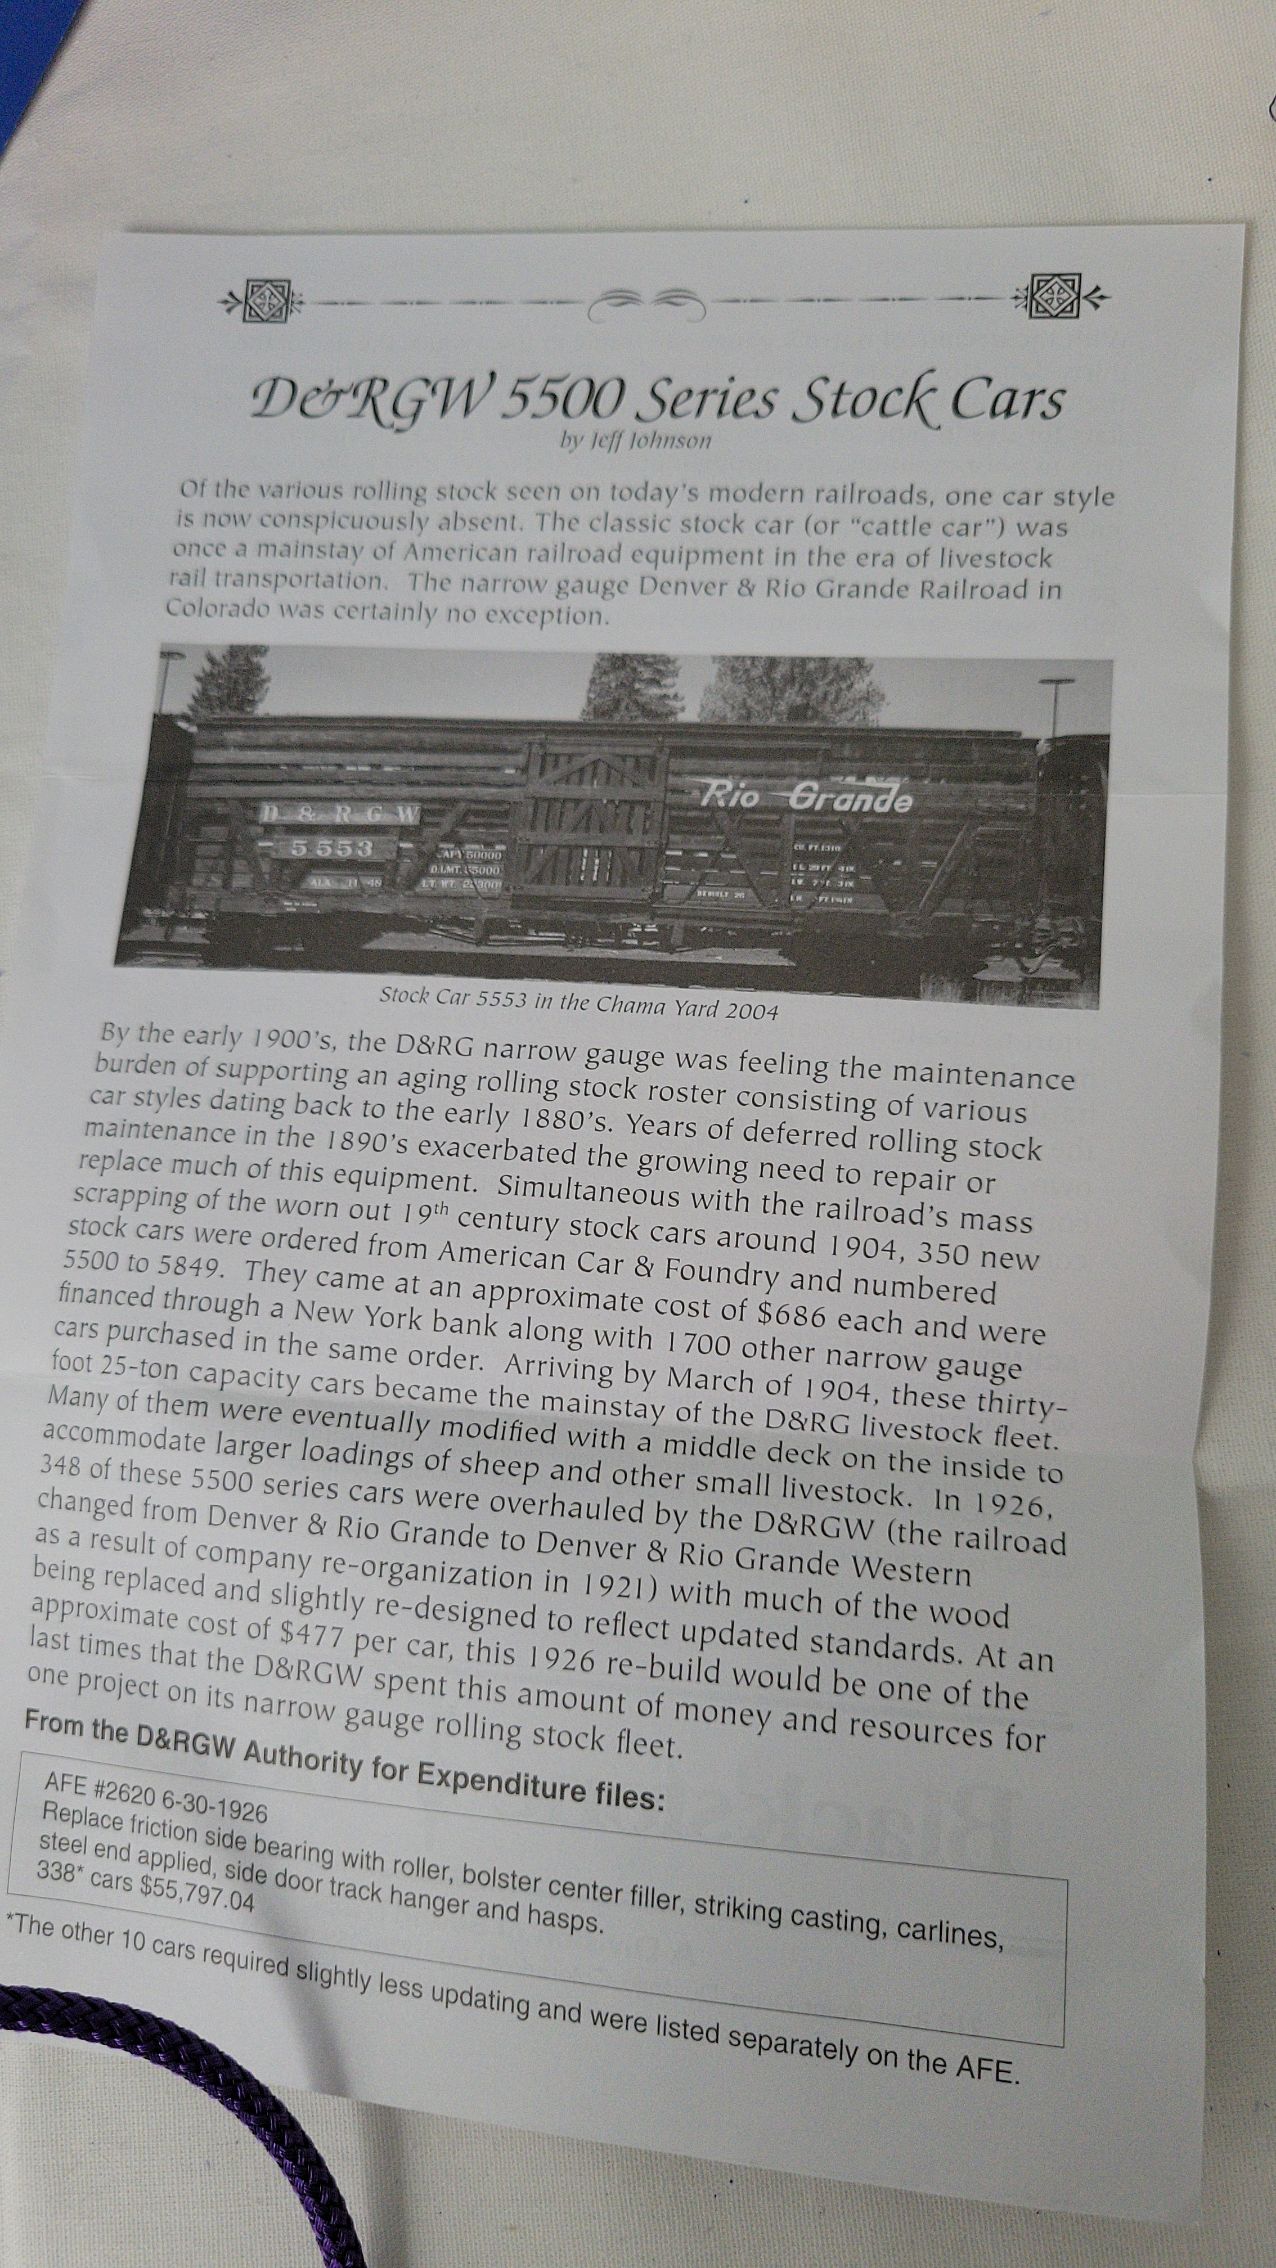 D&RGW 5500 Series Stock Cars
by Jeff Johnson
Of the various rolling stock seen on today's modern railroads, one car style
is now conspicuously absent. The classic stock car (or "cattle car") was
once a mainstay of American railroad equipment in the era of livestock
rail transportation. The narrow gauge Denver & Rio Grande Railroad in
Colorado was certainly no exception.
Rio Grande
D & R G W
5553
Stock Car 5553 in the Chama Yard 2004
By the early 1900's, the D&RG narrow gauge was feeling the maintenance
burden of supporting an aging rolling stock roster consisting of various
car styles dating back to the early 1880's. Years of deferred rolling stock
maintenance in the 1890's exacerbated the growing need to repair or
replace much of this equipment. Simultaneous with the railroad's mass
scrapping of the worn out 19th century stock cars around 1904, 350 new
stock cars were ordered from American Car & Foundry and numbered
5500 to 5849. They came at an approximate cost of $686 each and were
financed through a New York bank along with 1700 other narrow gauge
cars purchased in the same order. Arriving by March of 1904, these thirty-
foot 25-ton capacity cars became the mainstay of the D&RG livestock fleet.
Many of them were eventually modified with a middle deck on the inside to
accommodate larger loadings of sheep and other small livestock. In 1926,
348 of these 5500 series cars were overhauled by the D&RGW (the railroad
changed from Denver & Rio Grande to Denver & Rio Grande Western
as a result of company re-organization in 1921) with much of the wood
being replaced and slightly re-designed to reflect updated standards. At an
approximate cost of $477 per car, this 1926 re-build would be one of the
last times that the D&RGW spent this amount of money and resources for
one project on its narrow gauge rolling stock fleet.
From the D&RGW Authority for Expenditure files:
AFE #2620 6-30-1926
Replace friction side bearing with roller, bolster center filler, striking casting, carlines,
steel end applied, side door track hanger and hasps.
338* cars $55,797.04
*The other 10 cars required slightly less updating and were listed separately on the AFE.